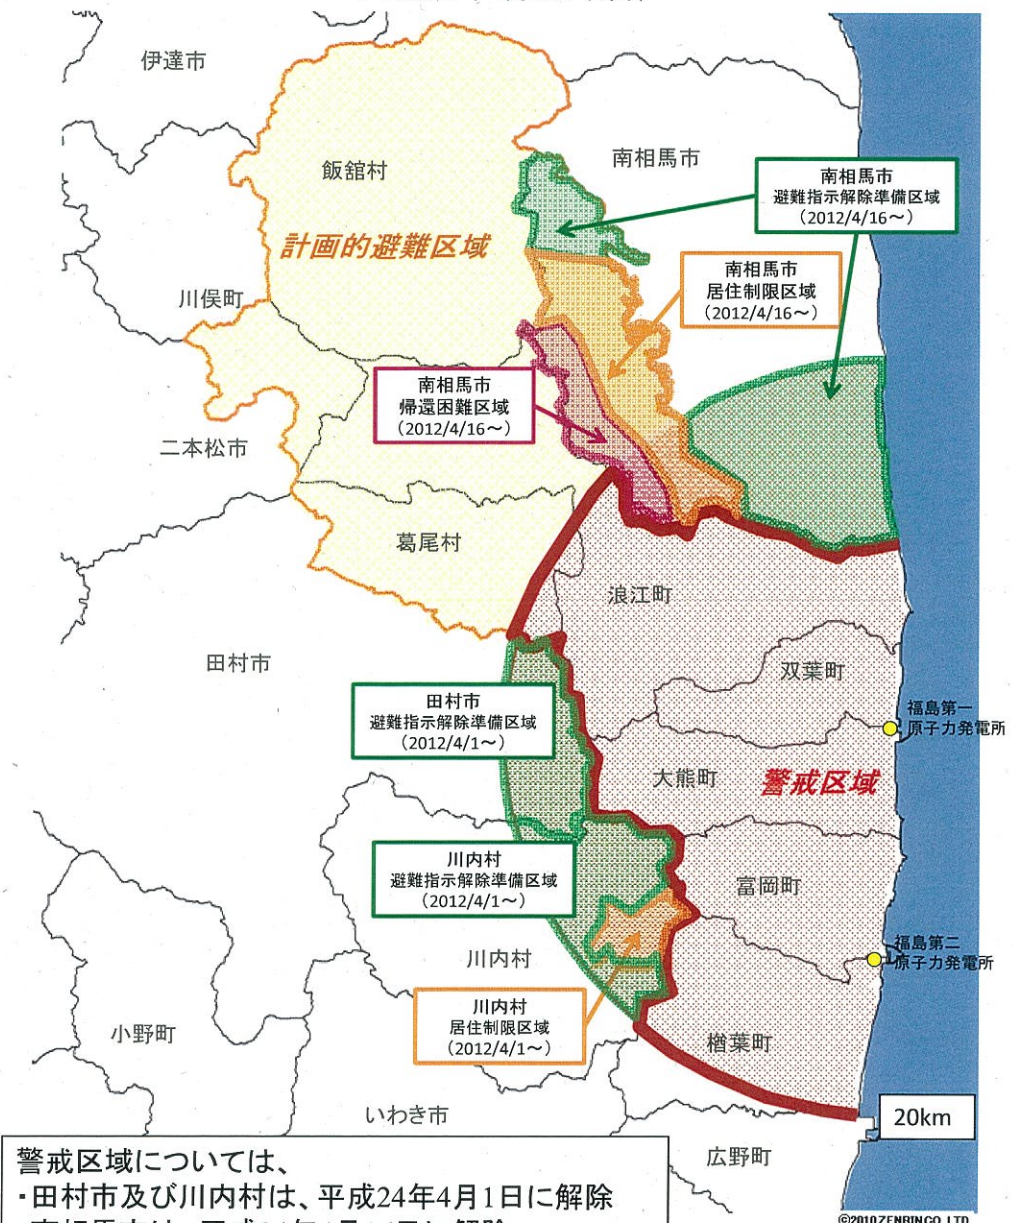 伊達市
飯舘村
南相馬市
南相馬市
避難指示解除準備区域
(2012/4/16～)
計画的避難区域
南相馬市
居住制限区域
(2012/4/16～)
川俣町
南相馬市
帰還困難区域
(2012/4/16～)
二本松市
葛尾村
浪江町
田村市
双葉町
田村市
避難指示解除準備区域
(2012/4/1～)
福島第一
原子力発電所
大熊町
警戒区域
川内村
避難指示解除準備区域
(2012/4/1～)
富岡町
川内村
福島第二
原子力発電所
川内村
居住制限区域
(2012/4/1～)
小野町
楢葉町
いわき市
20km
広野町
警戒区域については、
・田村市及び川内村は、平成24年4月1日に解除
©2010ZENRIN CO.,LTD.